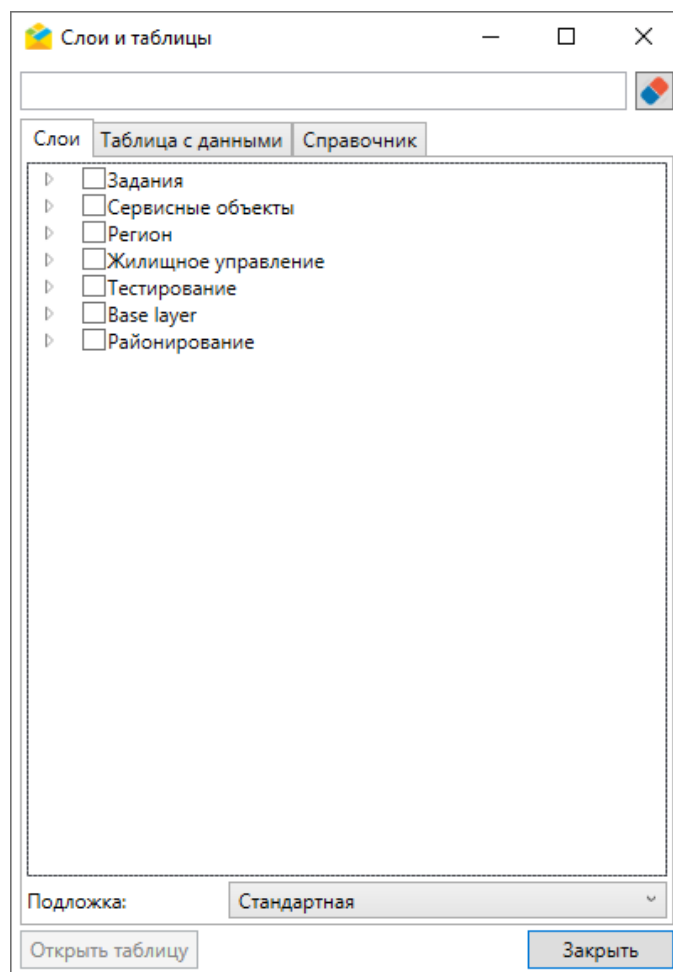 Слои и таблицы
Слои Таблица с данными Справочник
Задания
Сервисные объекты
Регион
Жилищное управление
Тестирование
Base layer
Районирование
Подложка: Стандартная
Открыть таблицу Закрыть